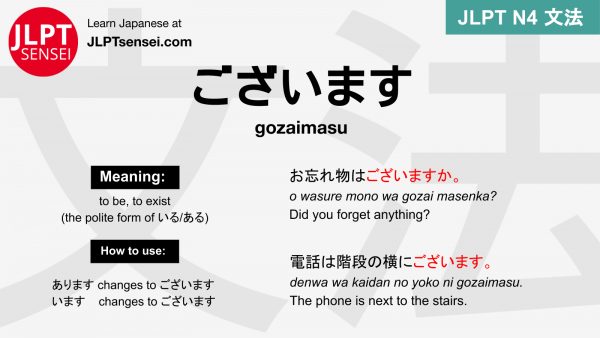 JLPT
SENSEI
Learn Japanese at
JLPTsensei.com
JLPT N4 文法
文法
ございます
gozaimasu
Meaning:
to be, to exist
(the polite form of いる/ある)
How to use:
あります changes to ございます
います changes to ございます
お忘れ物はございますか。
o wasure mono wa gozai masenka?
Did you forget anything?
電話は階段の横にございます。
denwa wa kaidan no yoko ni gozaimasu.
The phone is next to the stairs.